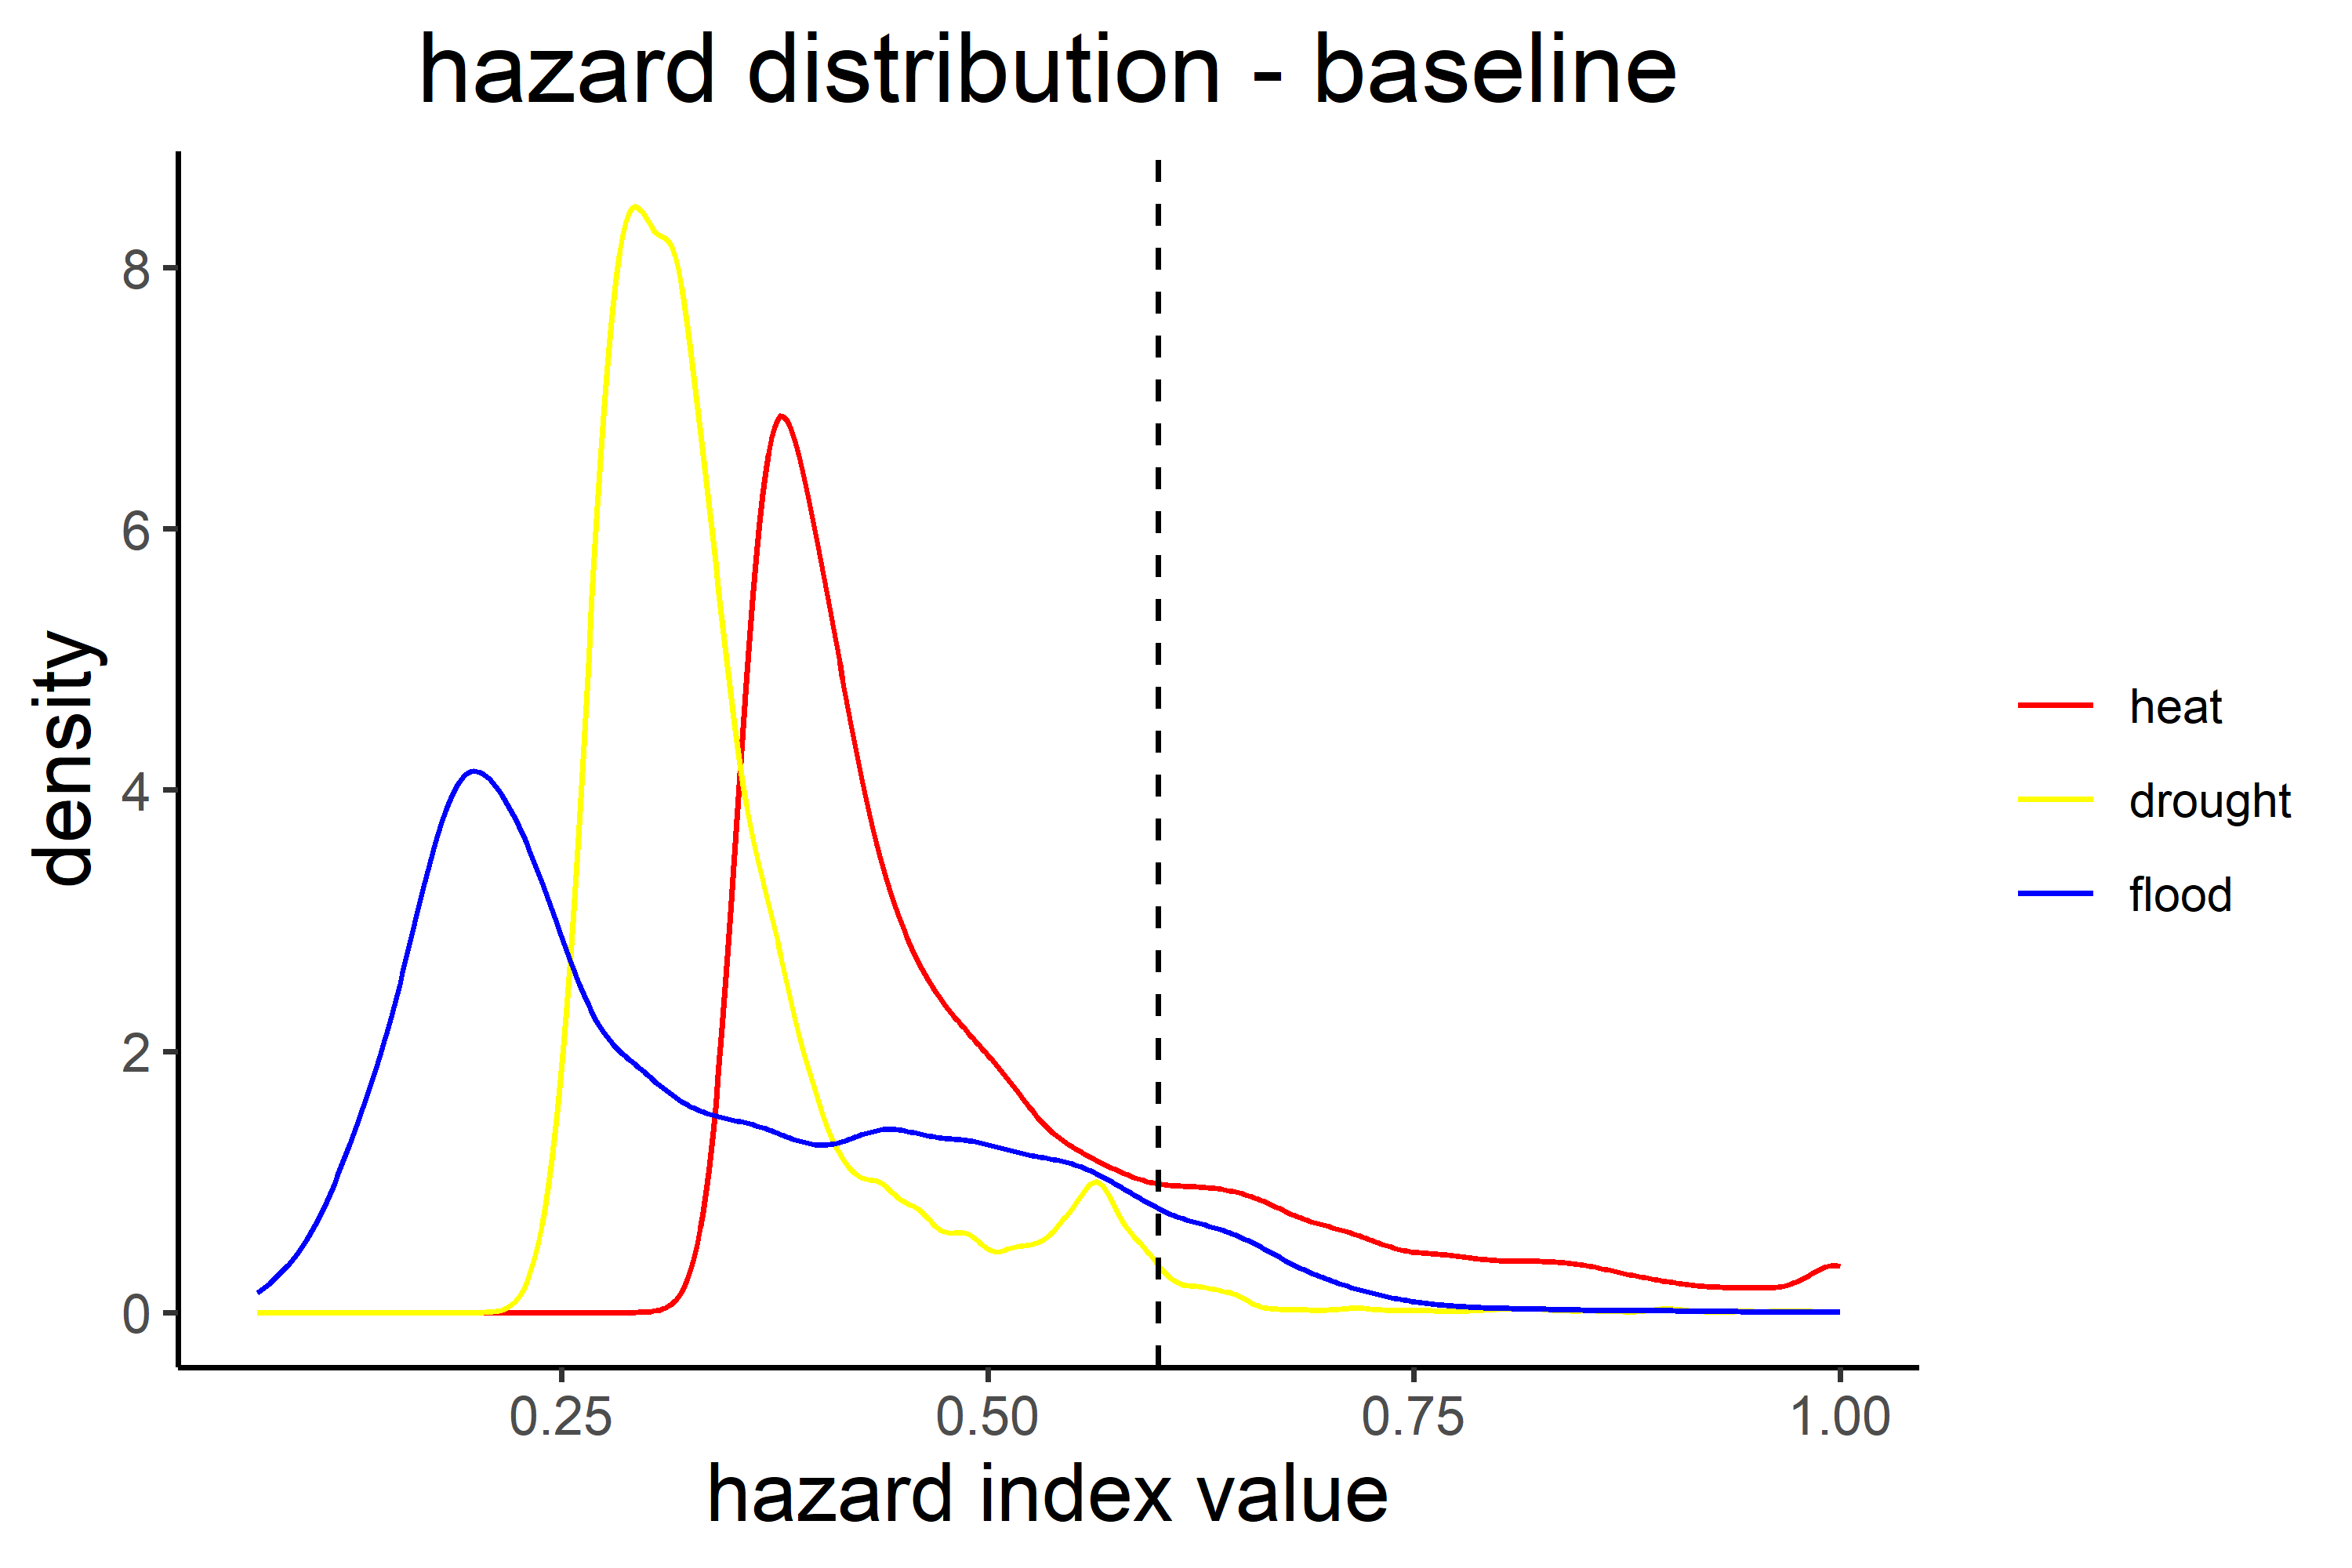 hazard distribution - baseline
density
8
6
4
2
0
0.25 0.50 0.75 1.00
hazard index value
heat
drought
flood